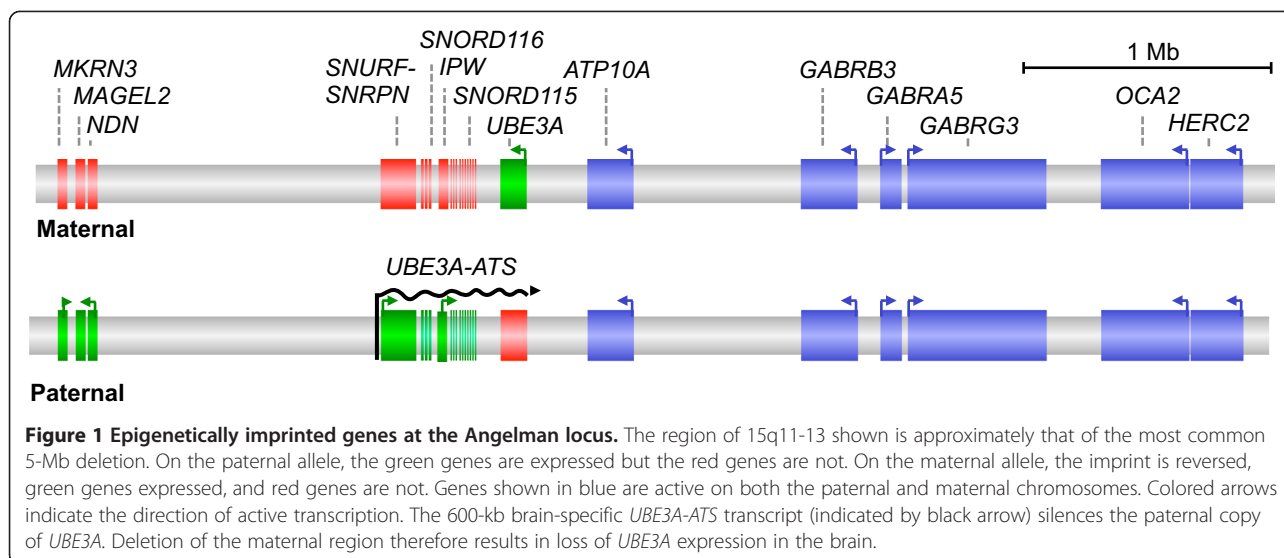 SNORD116
MKRN3
SNURF-
IPW
ATP10A
GABRB3
1 Mb
MAGEL2
SNRPN
SNORD115
GABRA5
OCA2
NDN
UBE3A
GABRG3
HERC2
Maternal
UBE3A-ATS
Paternal
Figure 1 Epigenetically imprinted genes at the Angelman locus. The region of 15q11-13 shown is approximately that of the most common
5-Mb deletion. On the paternal allele, the green genes are expressed but the red genes are not. On the maternal allele, the imprint is reversed,
green genes expressed, and red genes are not. Genes shown in blue are active on both the paternal and maternal chromosomes. Colored arrows
indicate the direction of active transcription. The 600-kb brain-specific UBE3A-ATS transcript (indicated by black arrow) silences the paternal copy
of UBE3A. Deletion of the maternal region therefore results in loss of UBE3A expression in the brain.